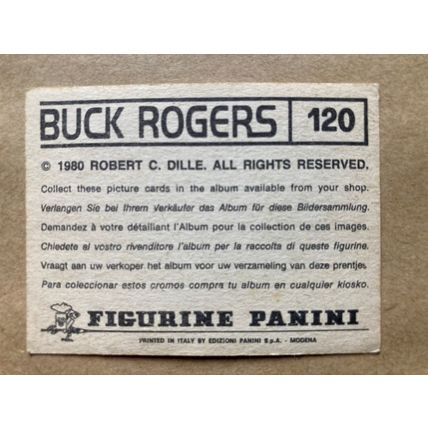 BUCK ROGERS 120
© 1980 ROBERT C. DILLE. ALL RIGHTS RESERVED.
Collect these picture cards in the album available from your shop.
Verlangen Sie bei Ihrem Verkäufer das Album für diese Bildersammlung.
Demandez à votre détaillant l'Album pour la collection de ces images.
Chiedete al vostro rivenditore l'album per la raccolta di queste figurine.
Vraagt aan uw verkoper het album voor uw verzameling van deze prentjes
Para coleccionar estos cromos compre tu album en cualquier kiosko.
FIGURINE PANINI
PRINTED IN ITALY BY EDIZIONI PANINI S.p.A. - MODENA